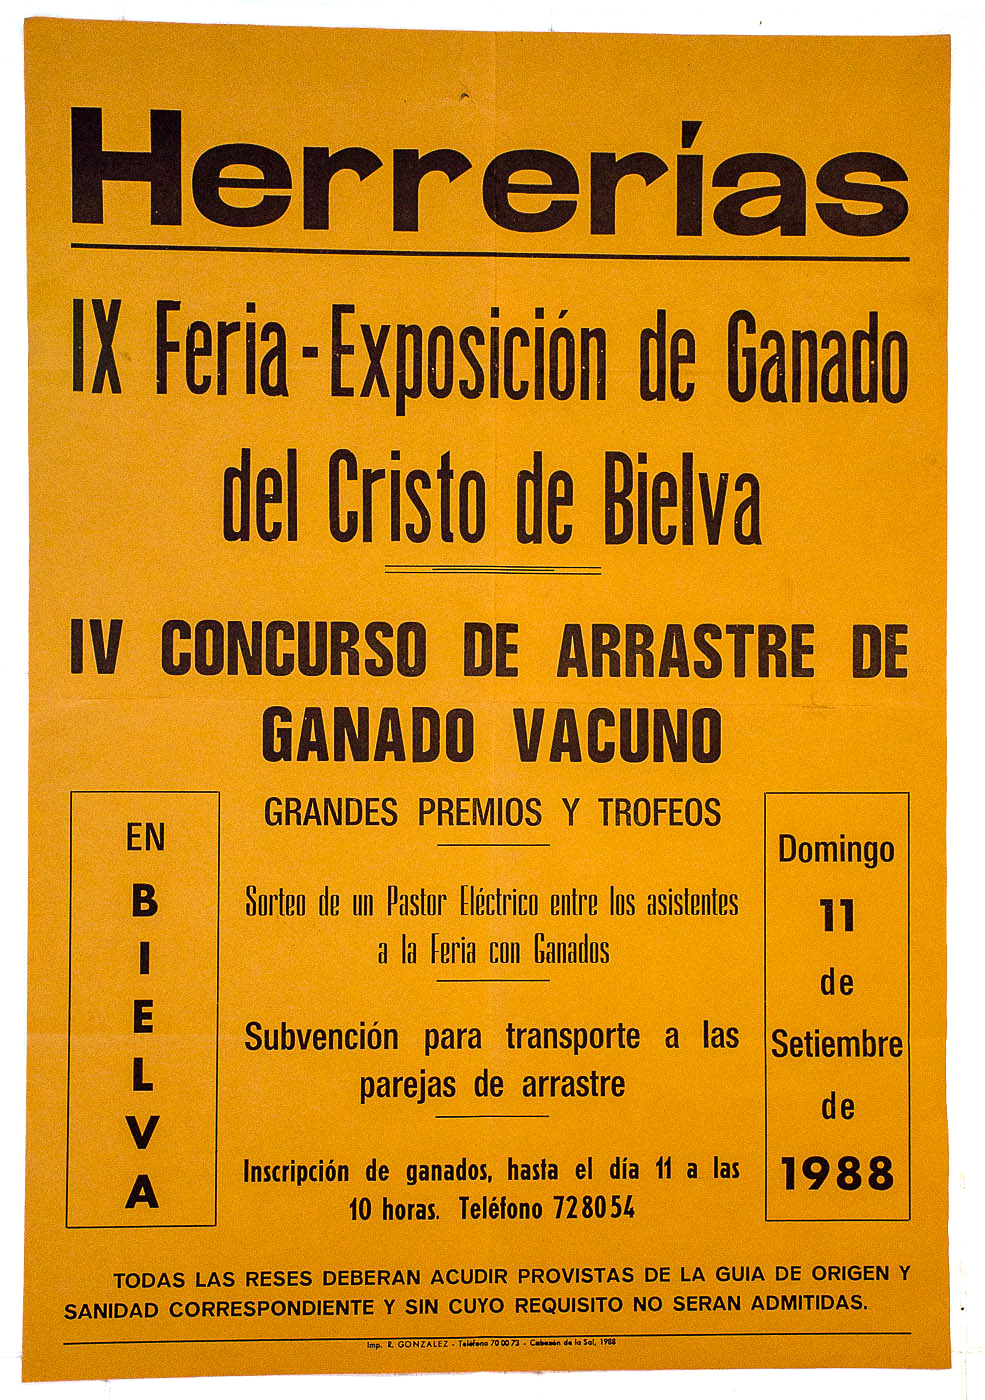 Herrerías
IX Feria - Exposición de Ganado
del Cristo de Bielva
IV CONCURSO DE ARRASTRE DE
GANADO VACUNO
GRANDES PREMIOS Y TROFEOS
EN
B
I
E
L
V
A
Sorteo de un Pastor Eléctrico entre los asistentes
a la Feria con Ganados
Subvención para transporte a las
parejas de arrastre
Inscripción de ganados, hasta el día 11 a las
10 horas. Teléfono 728054
Domingo
11
de
Setiembre
de
1988
TODAS LAS RESES DEBERAN ACUDIR PROVISTAS DE LA GUIA DE ORIGEN Y
SANIDAD CORRESPONDIENTE Y SIN CUYO REQUISITO NO SERAN ADMITIDAS.
Imp. R. GONZALEZ - Teléfono 70 00 73 - Cabezón de la Sal, 1988